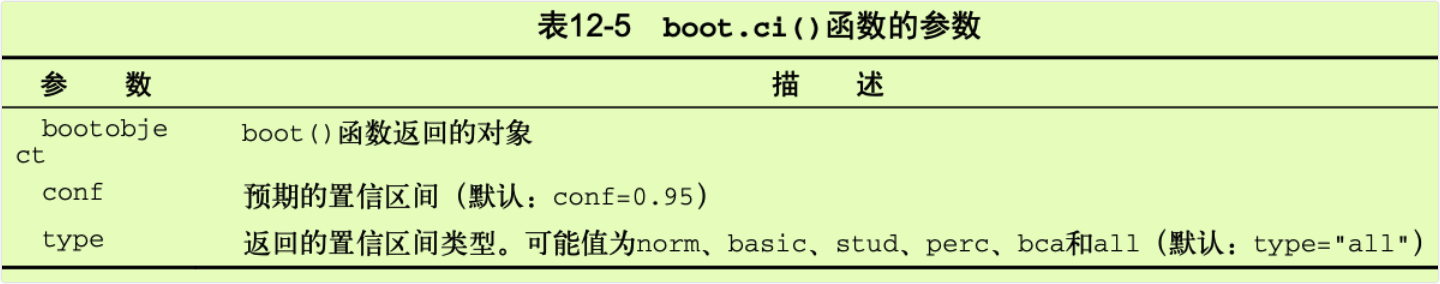 表12-5 boot.ci()函数的参数
参 数 描 述
bootobje boot()函数返回的对象
ct
conf 预期的置信区间（默认：conf=0.95）
type 返回的置信区间类型。可能值为norm、basic、stud、perc、bca和all（默认：type="all"）